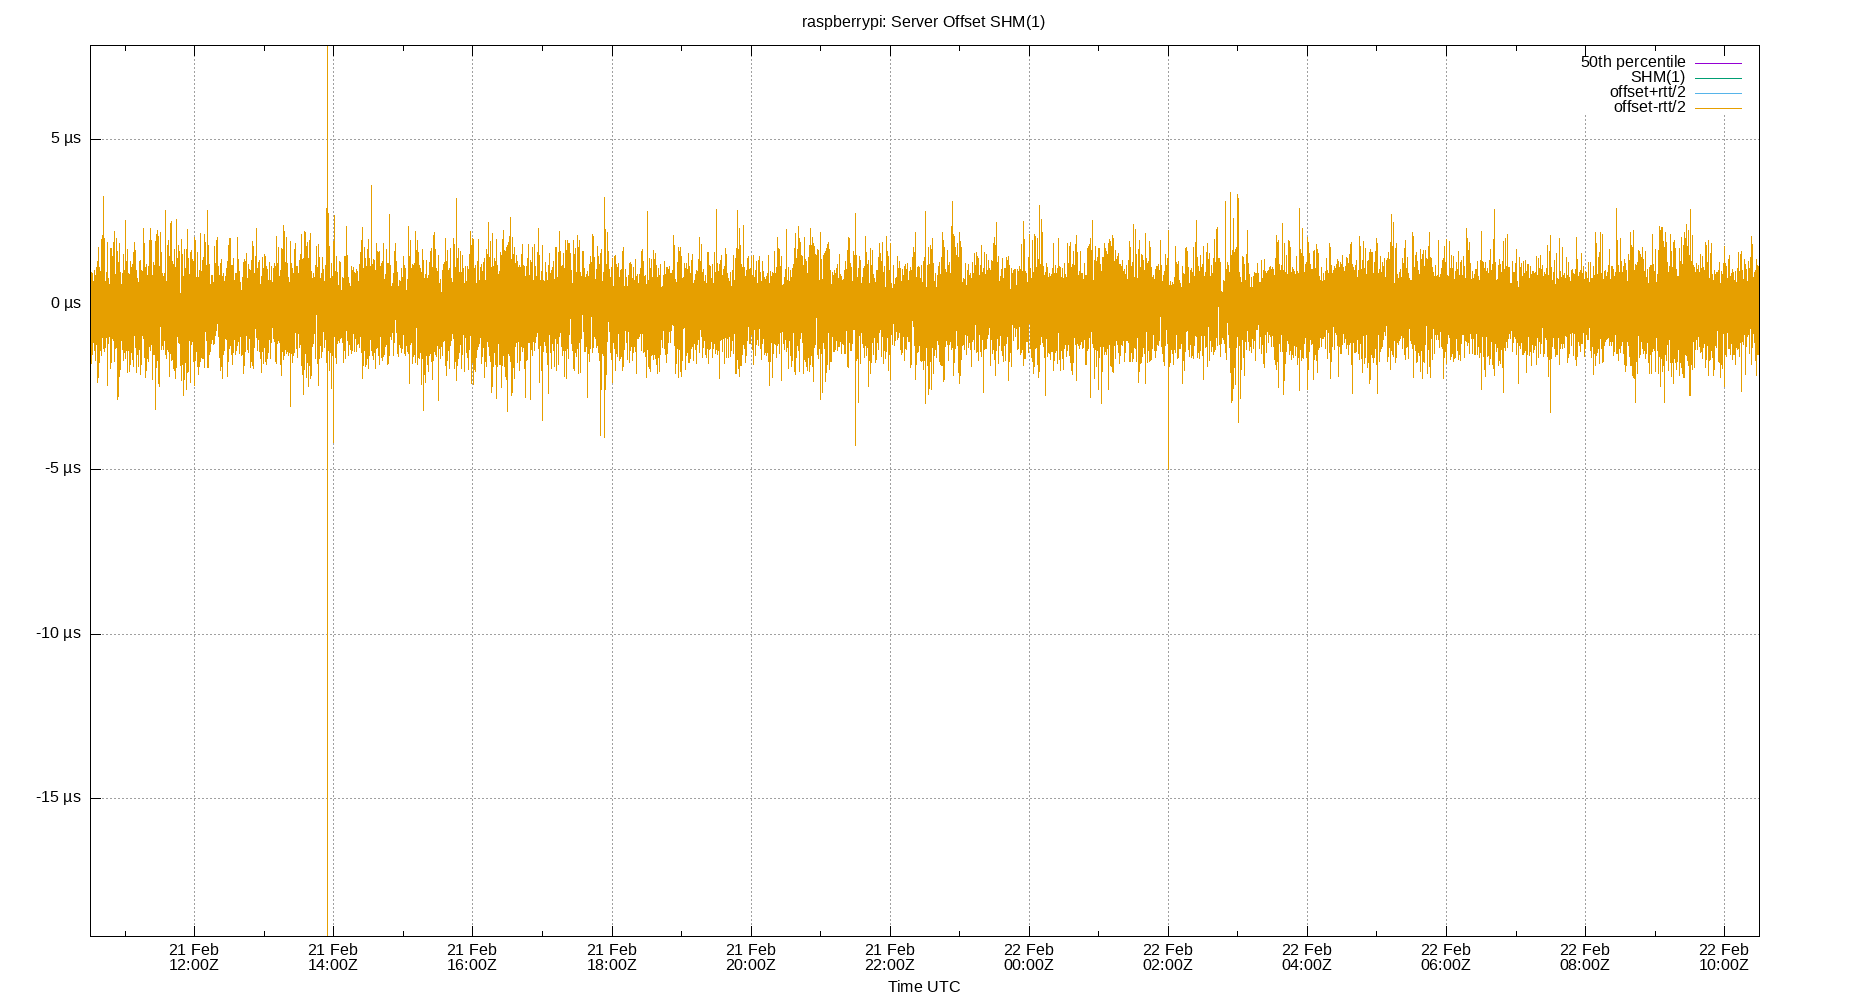 raspberrypi: Server Offset SHM(1)
50th percentile
SHM(1)
offset+rtt/2
offset-rtt/2
5 µs
0 µs
-5 µs
-10 µs
-15 µs
21 Feb 21 Feb 21 Feb 21 Feb 21 Feb 21 Feb 22 Feb 22 Feb 22 Feb 22 Feb 22 Feb 22 Feb
12:00Z 14:00Z 16:00Z 18:00Z 20:00Z 22:00Z 00:00Z 02:00Z 04:00Z 06:00Z 08:00Z 10:00Z
Time UTC